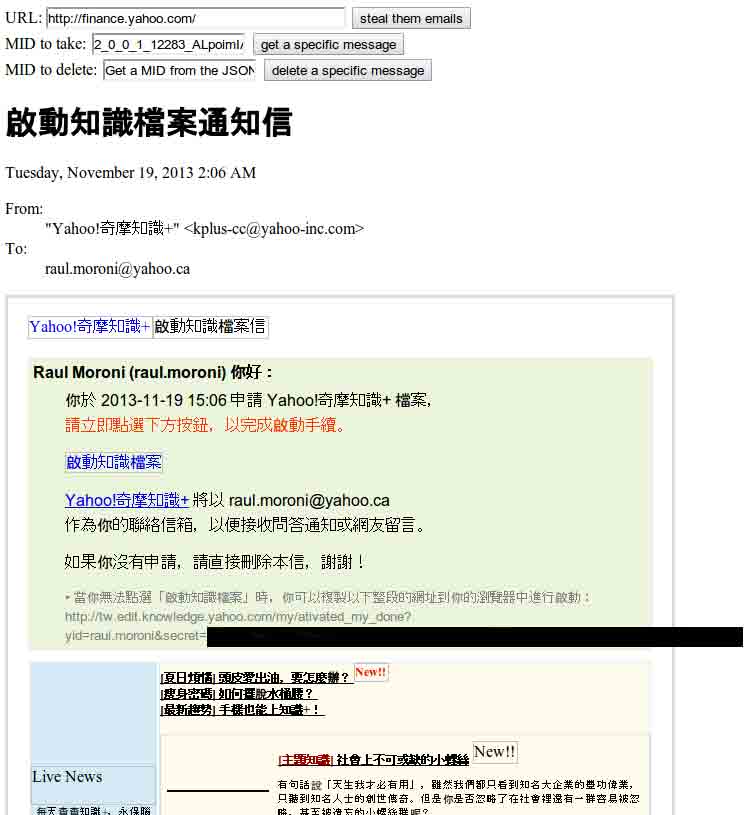 URL: http://finance.yahoo.com/ steal them emails
MID to take: 2_0_0_1_12283_ALpoimI/ get a specific message
MID to delete: Get a MID from the JSON delete a specific message
啟動知識檔案通知信
Tuesday, November 19, 2013 2:06 AM
From:
"Yahoo!奇摩知識+" <kplus-cc@yahoo-inc.com>
To:
raul.moroni@yahoo.ca
Yahoo!奇摩知識+ 啟動知識檔案信
Raul Moroni (raul.moroni) 你好：
你於 2013-11-19 15:06 申請 Yahoo!奇摩知識+ 檔案，
請立即點選下方按鈕，以完成啟動手續。
啟動知識檔案
Yahoo!奇摩知識+ 將以 raul.moroni@yahoo.ca
作為你的聯絡信箱，以便接收問答通知或網友留言。
如果你沒有申請，請直接刪除本信，謝謝！
• 當你無法點選「啟動知識檔案」時，你可以複製以下整段的網址到你的瀏覽器中進行啟動：
http://tw.edit.knowledge.yahoo.com/my/ativated_my_done?
yid=raul.moroni&secret=
[夏日煩惱] 頭皮愛出油，要怎麼辦？ New!!
[瘦身密碼] 如何擺脫水桶腰？
[最新趨勢] 手機也能上知識+！
[主題知識] 社會上不可或缺的小螺絲 New!!
Live News
每天查查知識+，永保腦
有句話說「天生我才必有用」，雖然我們都只看到知名大企業的豐功偉業，
只聽到知名人士的創世傳奇。但是你是否忽略了在社會裡還有一群容易被忽
略，甚至被遺忘的小螺絲群呢？